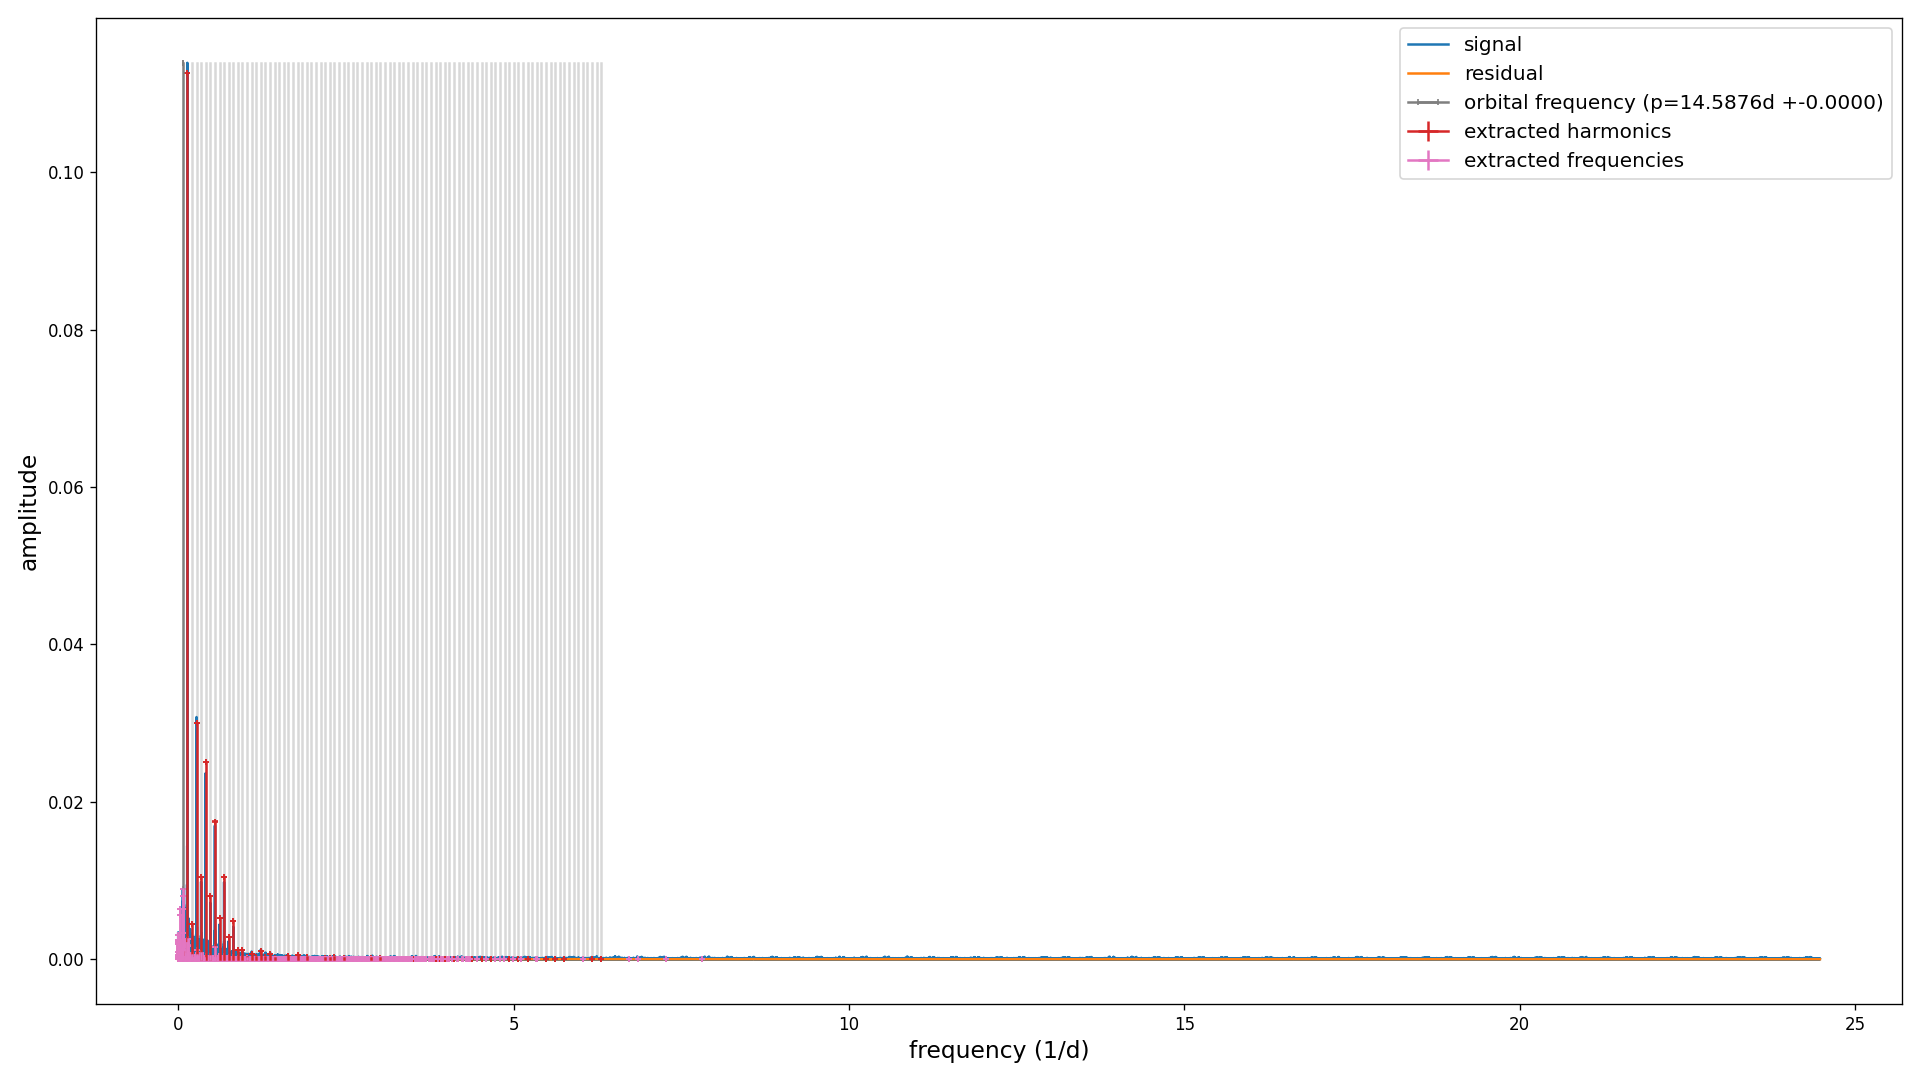 signal
residual
orbital frequency (p=14.5876d +-0.0000)
extracted harmonics
extracted frequencies
0.10
0.08
0.06
0.04
0.02
0.00
amplitude
0 5 10 15 20 25
frequency (1/d)